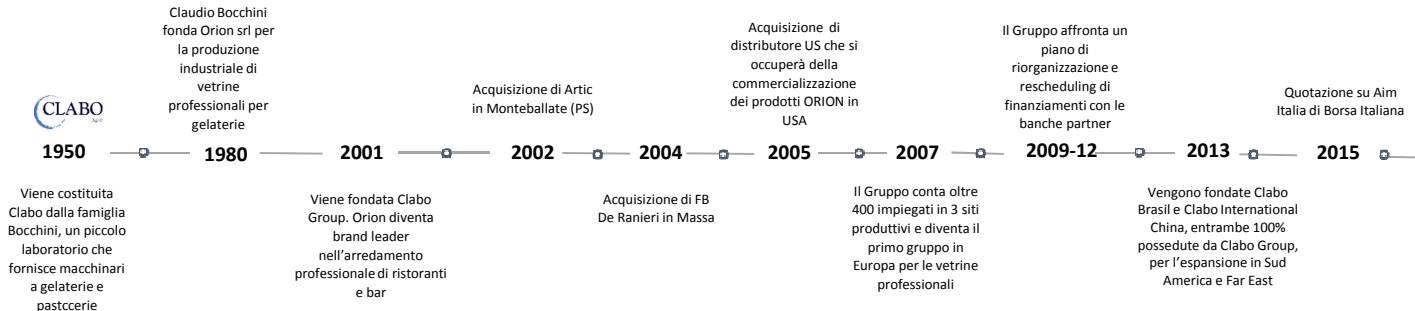 CLABO
1950
Viene costituita
Clabo dalla famiglia
Bocchini, un piccolo
laboratorio che
fornisce macchinari
a gelaterie e
pastccerie
Claudio Bocchini
fonda Orion srl per
la produzione
industriale di
vetrine
professionali per
gelaterie
1980
2001
Viene fondata Clabo
Group. Orion diventa
brand leader
nell’arredamento
professionale di ristoranti
e bar
Acquisizione di Artic
in Monteballate (PS)
2002
2004
Acquisizione di FB
De Ranieri in Massa
Acquisizione di
distributore US che si
occuperà della
commercializzazione
dei prodotti ORION in
USA
2005
2007
Il Gruppo conta oltre
400 impiegati in 3 siti
produttivi e diventa il
primo gruppo in
Europa per le vetrine
professionali
Il Gruppo affronta un
piano di
riorganizzazione e
rescheduling di
finanziamenti con le
banche partner
2009-12
2013
Vengono fondate Clabo
Brasil e Clabo International
China, entrambe 100%
possedute da Clabo Group,
per l’espansione in Sud
America e Far East
Quotazione su Aim
Italia di Borsa Italiana
2015